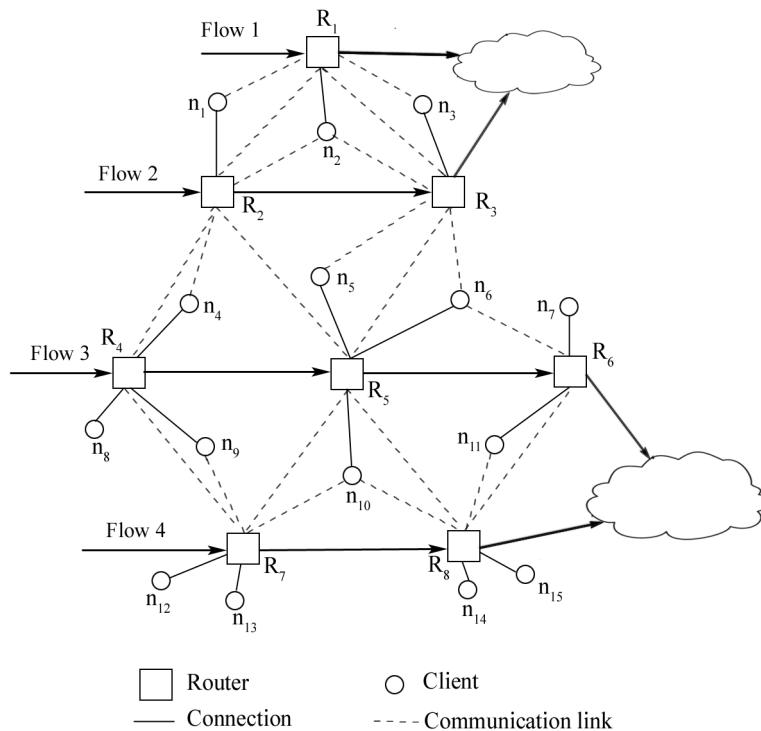 Flow 1
R1
n1
n2
n3
Flow 2
R2
R3
n4
n5
n6
n7
R4
Flow 3
R5
R6
n8
n9
n10
n11
Flow 4
R7
R8
n12
n13
n14
n15
Router
Client
Connection
Communication link